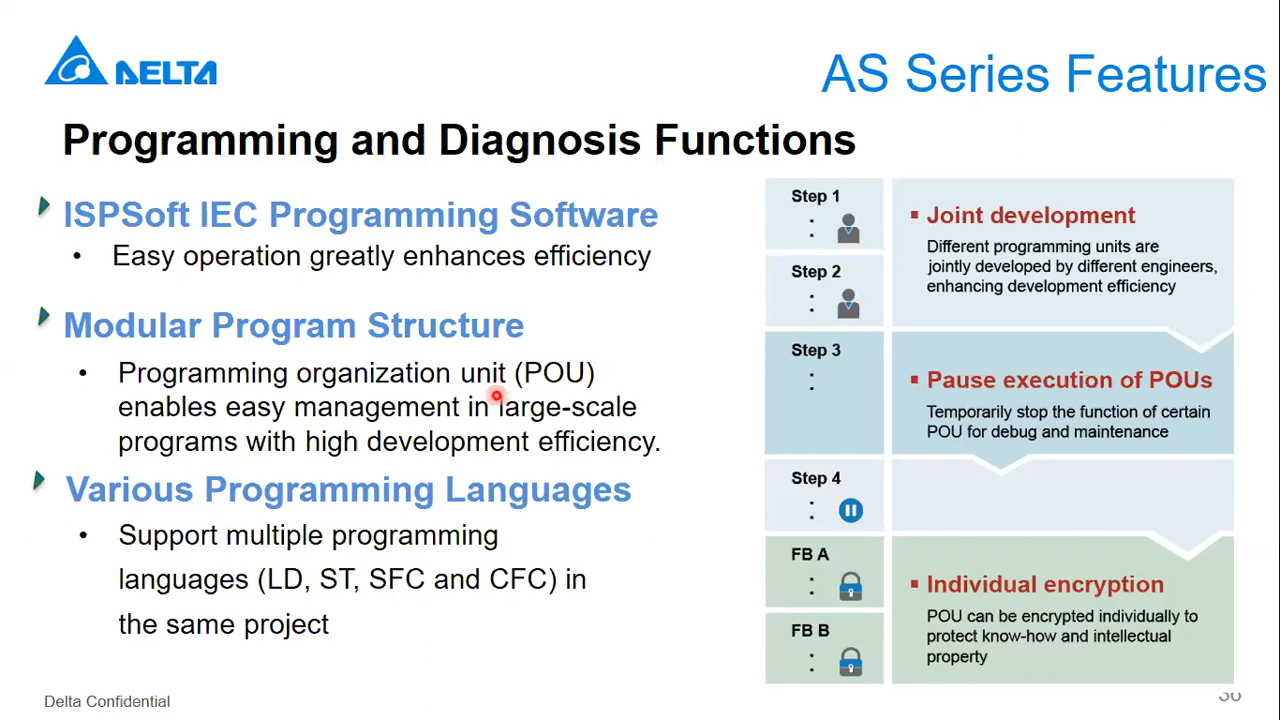 DELTA
AS Series Features
Programming and Diagnosis Functions
ISPSoft IEC Programming Software
• Easy operation greatly enhances efficiency
Modular Program Structure
• Programming organization unit (POU)
enables easy management in large-scale
programs with high development efficiency.
Various Programming Languages
• Support multiple programming
languages (LD, ST, SFC and CFC) in
the same project
Step 1
:
Step 2
:
▪ Joint development
Different programming units are
jointly developed by different engineers,
enhancing development efficiency
Step 3
:
▪ Pause execution of POUs
Temporarily stop the function of certain
POU for debug and maintenance
Step 4
:
FB A
:
FB B
:
▪ Individual encryption
POU can be encrypted individually to
protect know-how and intellectual
property
Delta Confidential
36